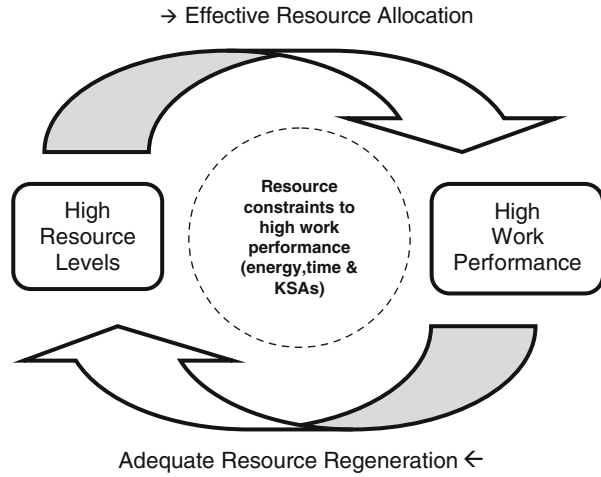 → Effective Resource Allocation
High
Resource
Levels
Resource
constraints to
high work
performance
(energy,time &
KSAs)
High
Work
Performance
Adequate Resource Regeneration ←